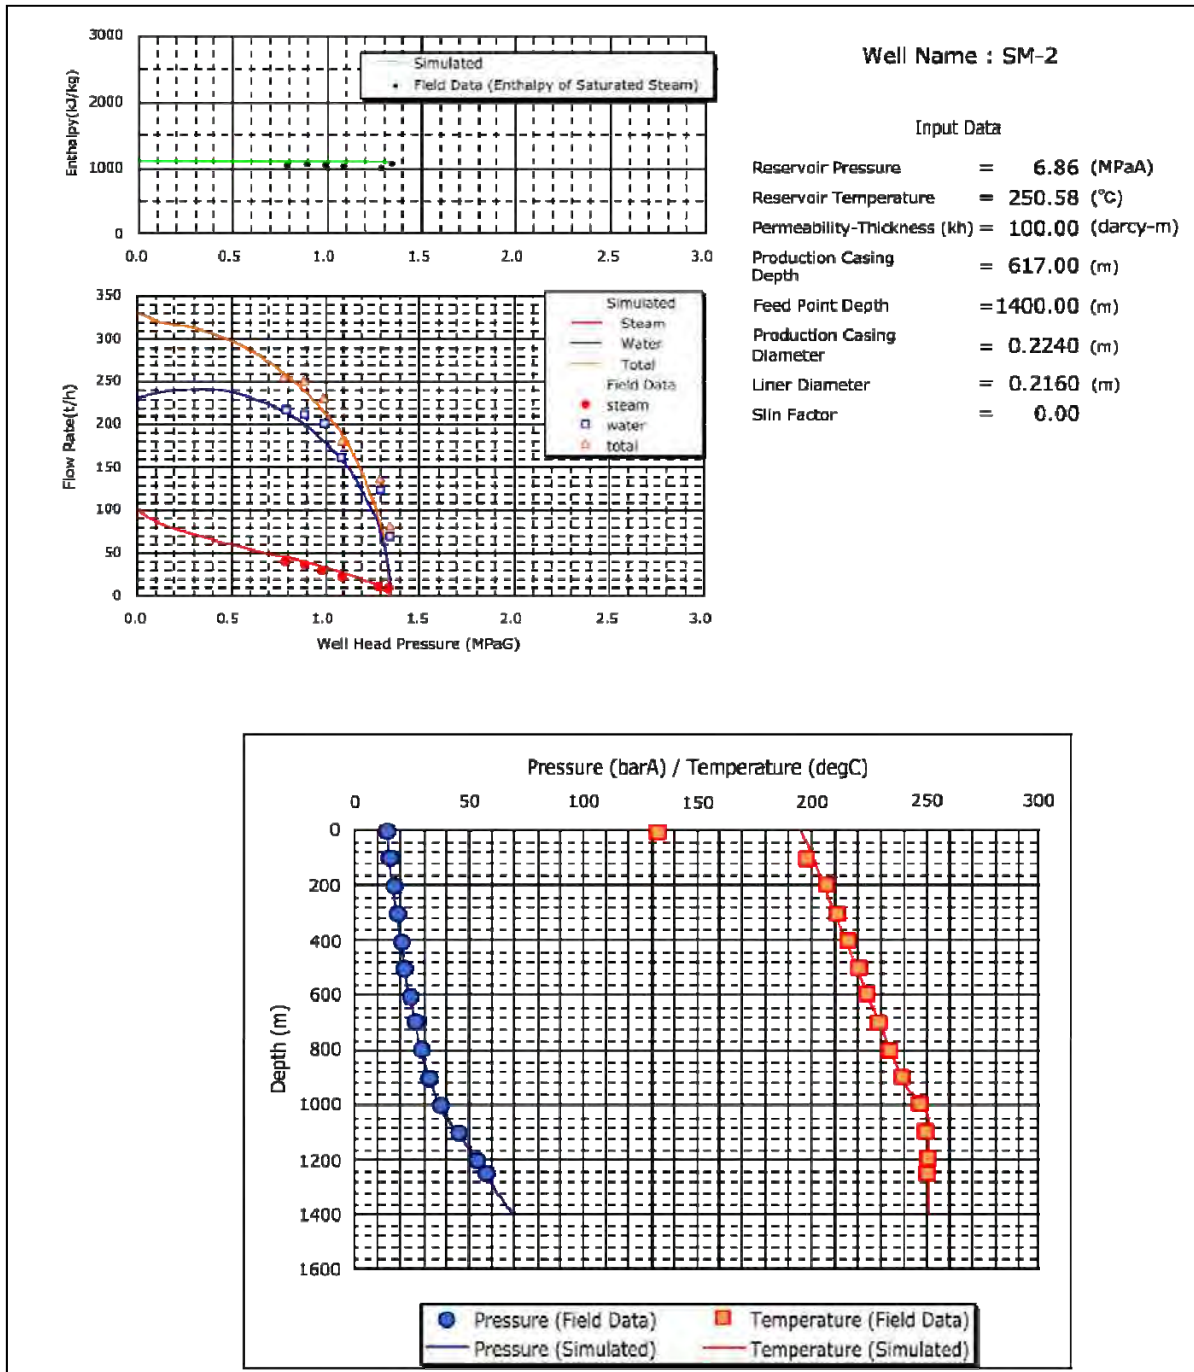 3000
2000
1000
0
Enthalpy(kJ/kg)
Simulated
Field Data (Enthalpy of Saturated Steam)
0.0 0.5 1.0 1.5 2.0 2.5 3.0
Well Name : SM-2
Input Data
Reservoir Pressure = 6.86 (MPaA)
Reservoir Temperature = 250.58 (℃)
Permeability-Thickness (kh) = 100.00 (darcy-m)
Production Casing
Depth = 617.00 (m)
Feed Point Depth =1400.00 (m)
Production Casing
Diameter = 0.2240 (m)
Liner Diameter = 0.2160 (m)
Slin Factor = 0.00
350
300
250
200
150
100
50
0
Flow Rate(t/h)
Simulated
Steam
Water
Total
Field Data
steam
water
total
0.0 0.5 1.0 1.5 2.0 2.5 3.0
Well Head Pressure (MPaG)
Pressure (barA) / Temperature (degC)
0 50 100 150 200 250 300
0
200
400
600
800
1000
1200
1400
1600
Depth (m)
Pressure (Field Data) Temperature (Field Data)
Pressure (Simulated) Temperature (Simulated)